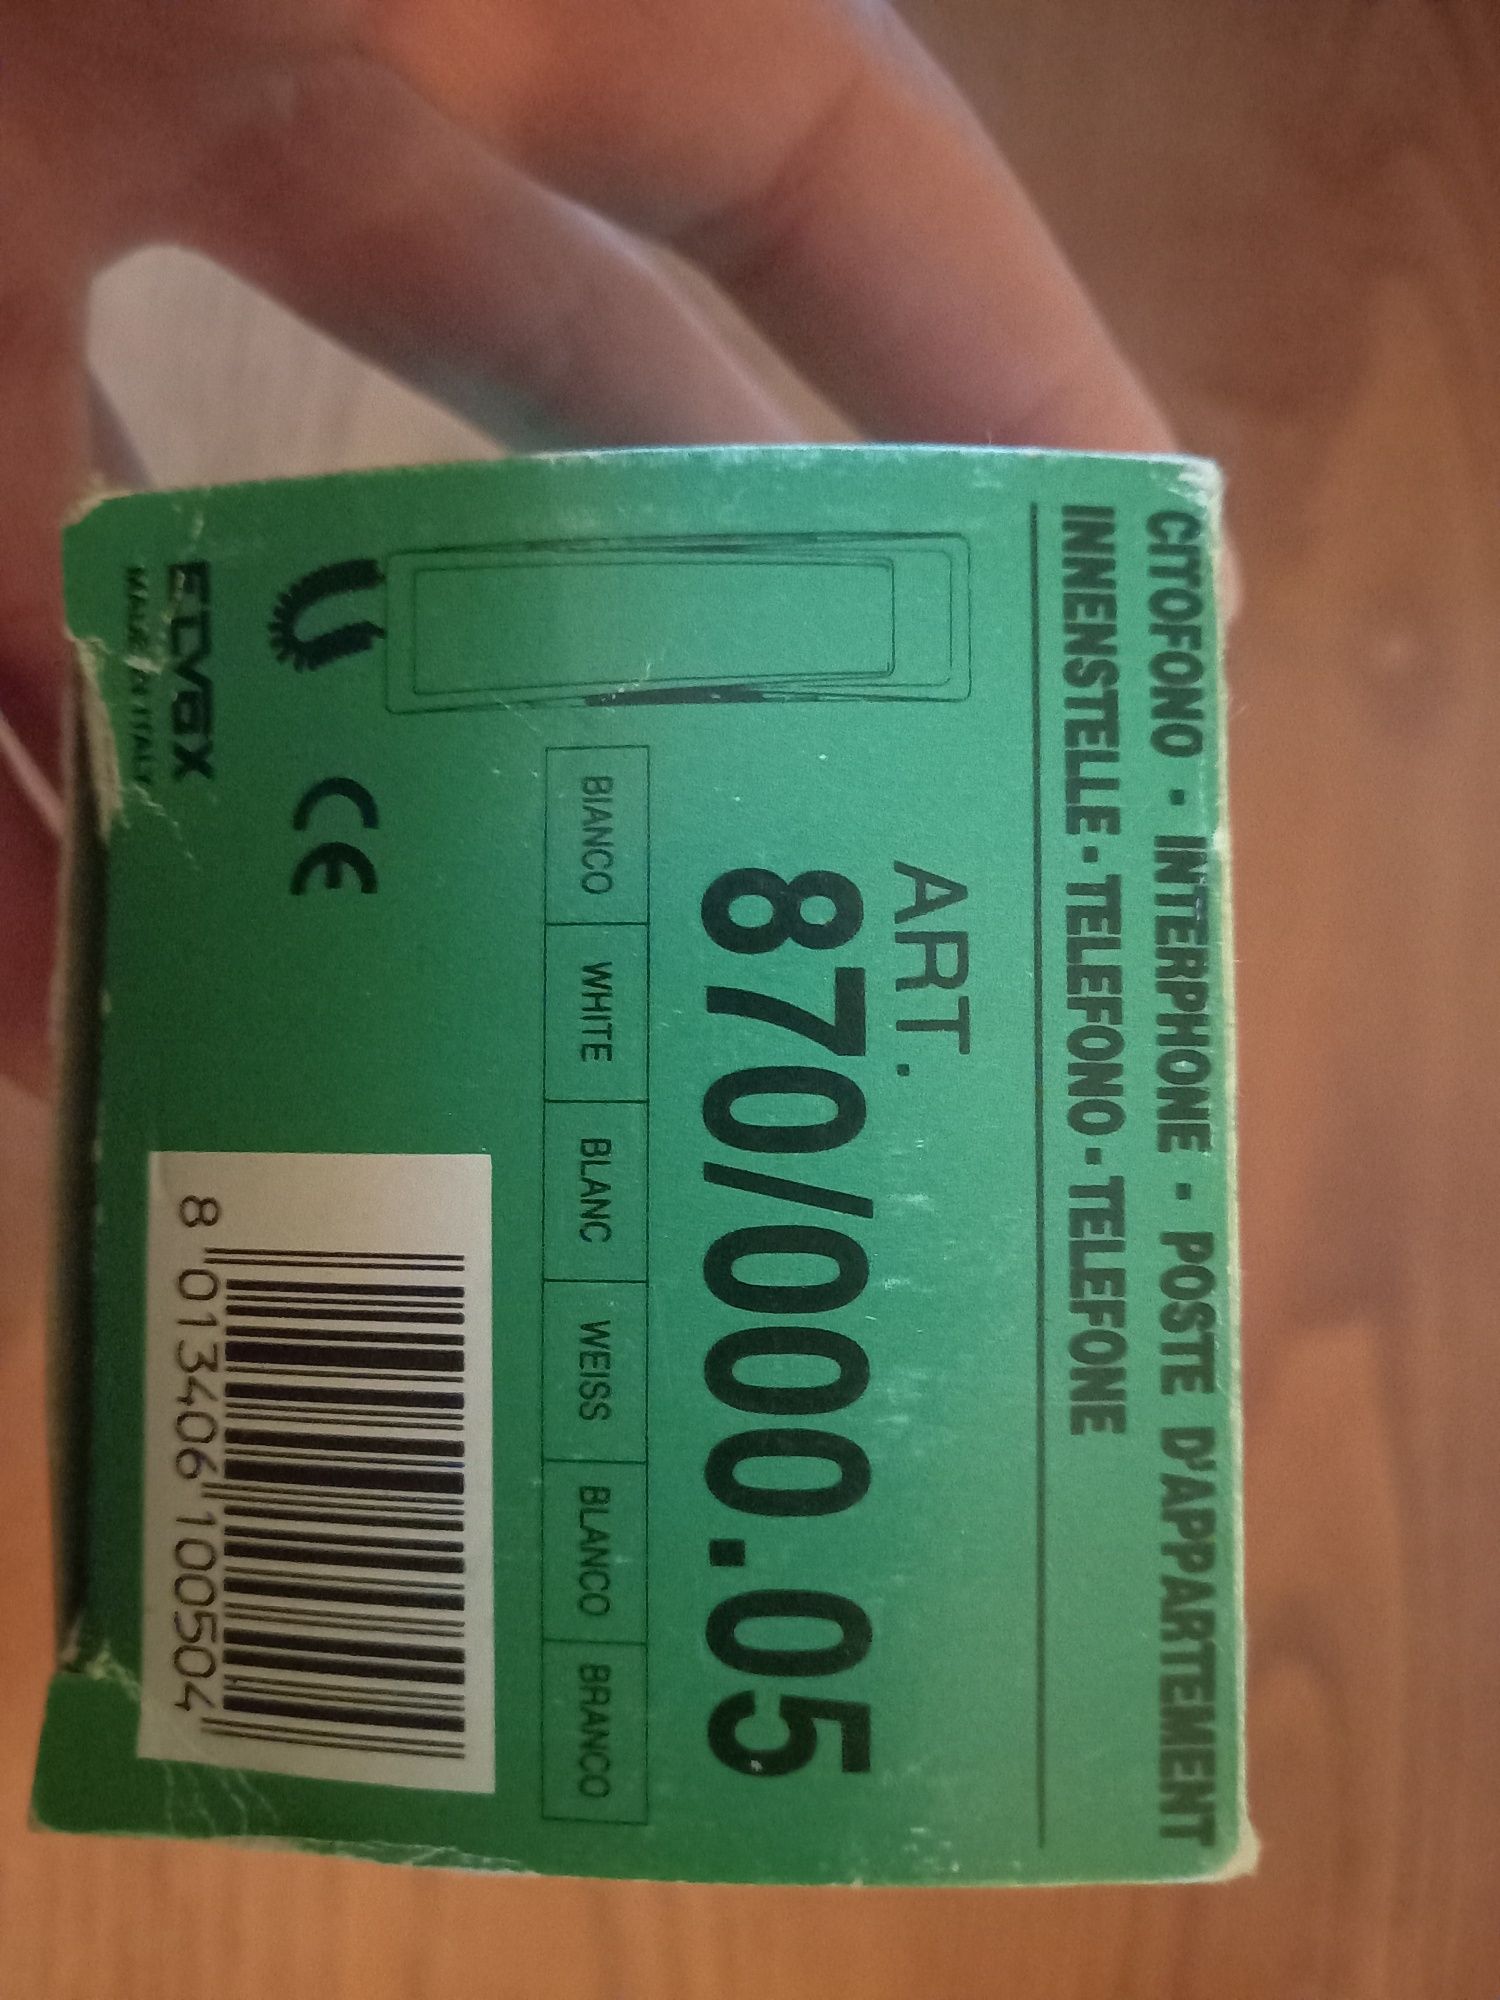 CITOFONO - INTERPHONE - POSTE D'APPARTEMENT
INNENSTELLE - TELEFONO - TELEFONE
ART.
870/000.05
BIANCO WHITE BLANC WEISS BLANCO BRANCO
CE
ELVOX
MADE IN ITALY
8 013406 100504